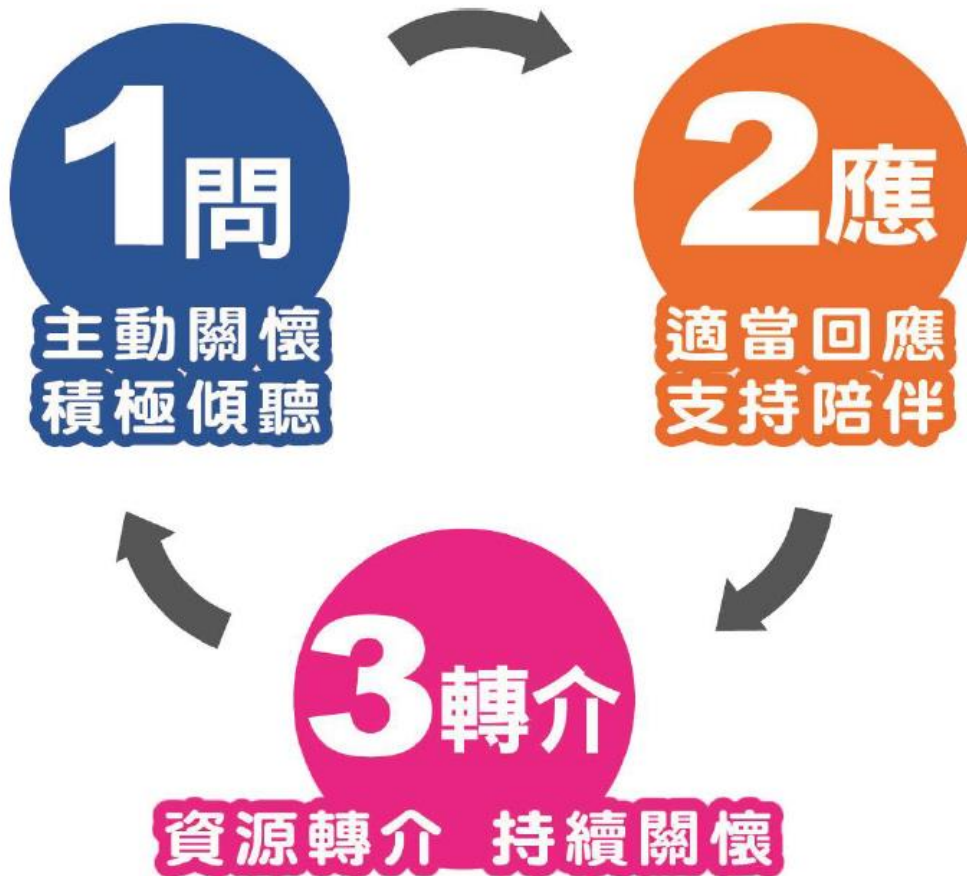 1問
主動關懷
積極傾聽
2應
適當回應
支持陪伴
3轉介
資源轉介 持續關懷